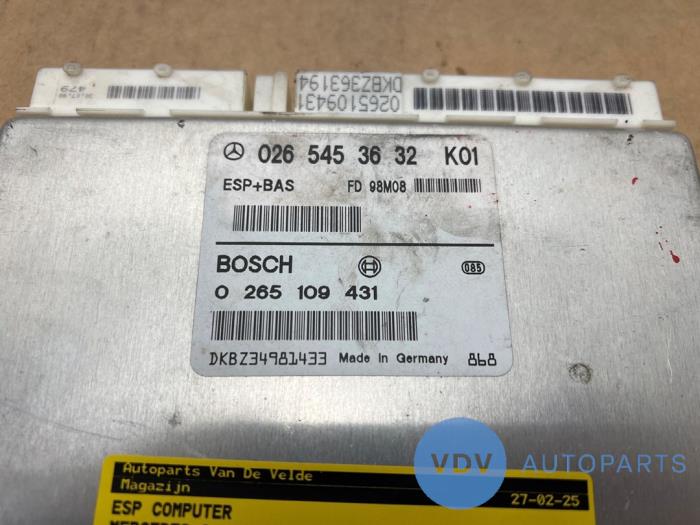 479
0265109431
DKBZ363194
026 545 36 32 K01
ESP+BAS FD 98M08
BOSCH
085
0 265 109 431
DKBZ34981433 Made in Germany 868
VDV AUTOPARTS
Autoparts Van De Velde
Magazijn 27-02-25
ESP COMPUTER